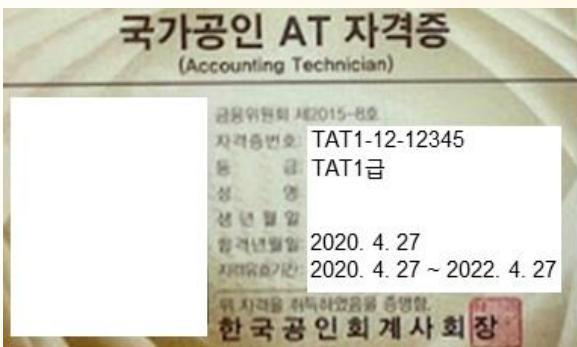 국가공인 AT 자격증
(Accounting Technician)
금융위원회 제2015-8호
자격증번호: TAT1-12-12345
등 급: TAT1급
성 명
생 년 월 일
합격년월일: 2020. 4. 27
자격유효기간: 2020. 4. 27 ~ 2022. 4. 27
위 자격을 취득하였음을 증명함.
한국공인회계사회장